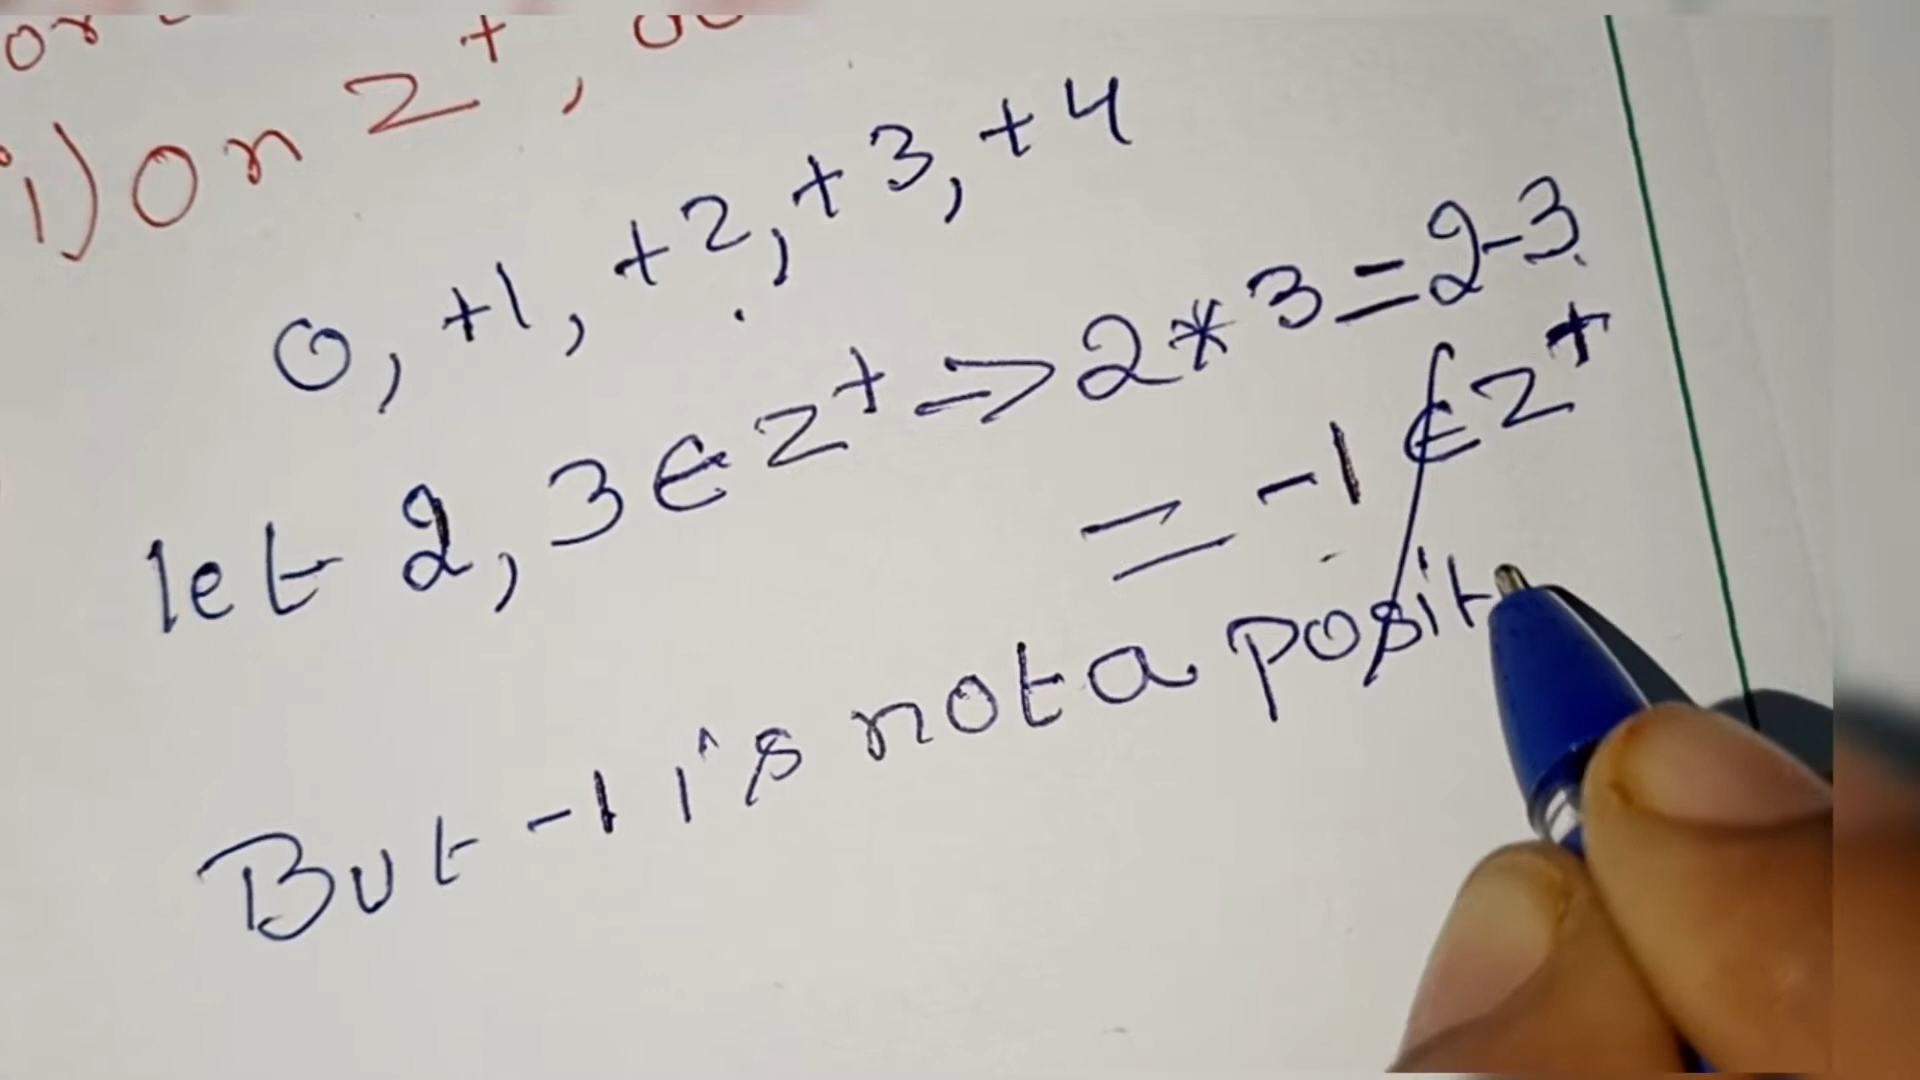 i) On Z⁺,
0, +1, +2, +3, +4
let 2, 3 ∈ Z⁺ → 2 * 3 = 2-3
= -1 ∉ Z⁺
But -1 is not a posit